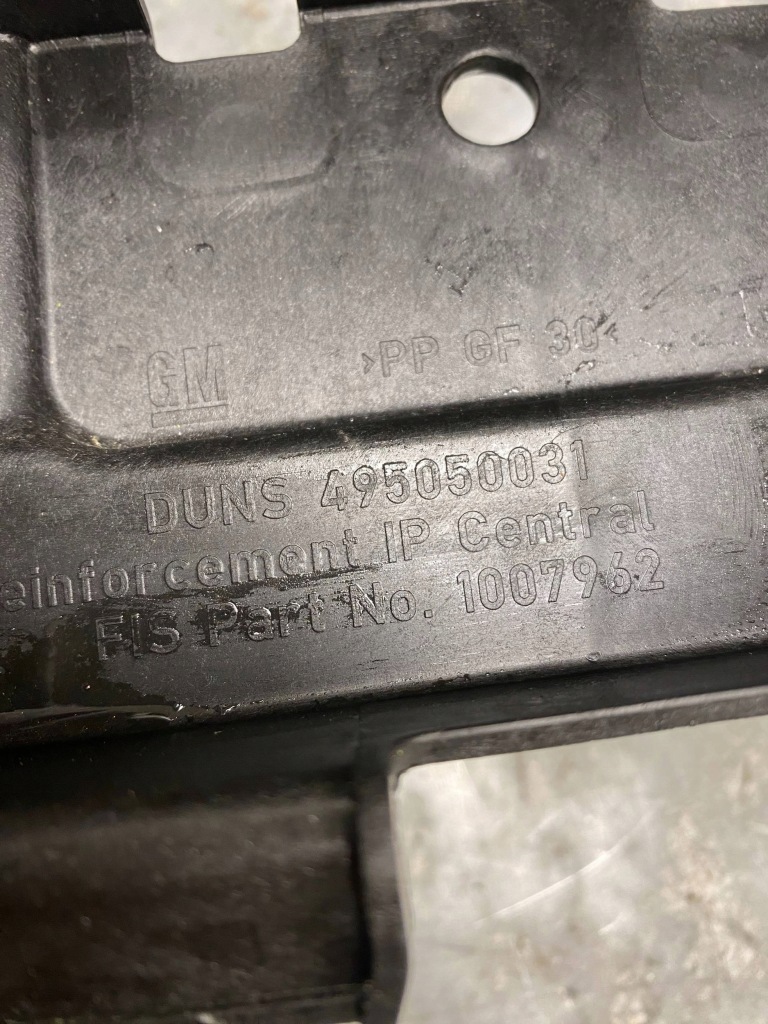 GM >PP GF 30<
DUNS 495050031
einforcement IP Central
FIS Part No. 1007962